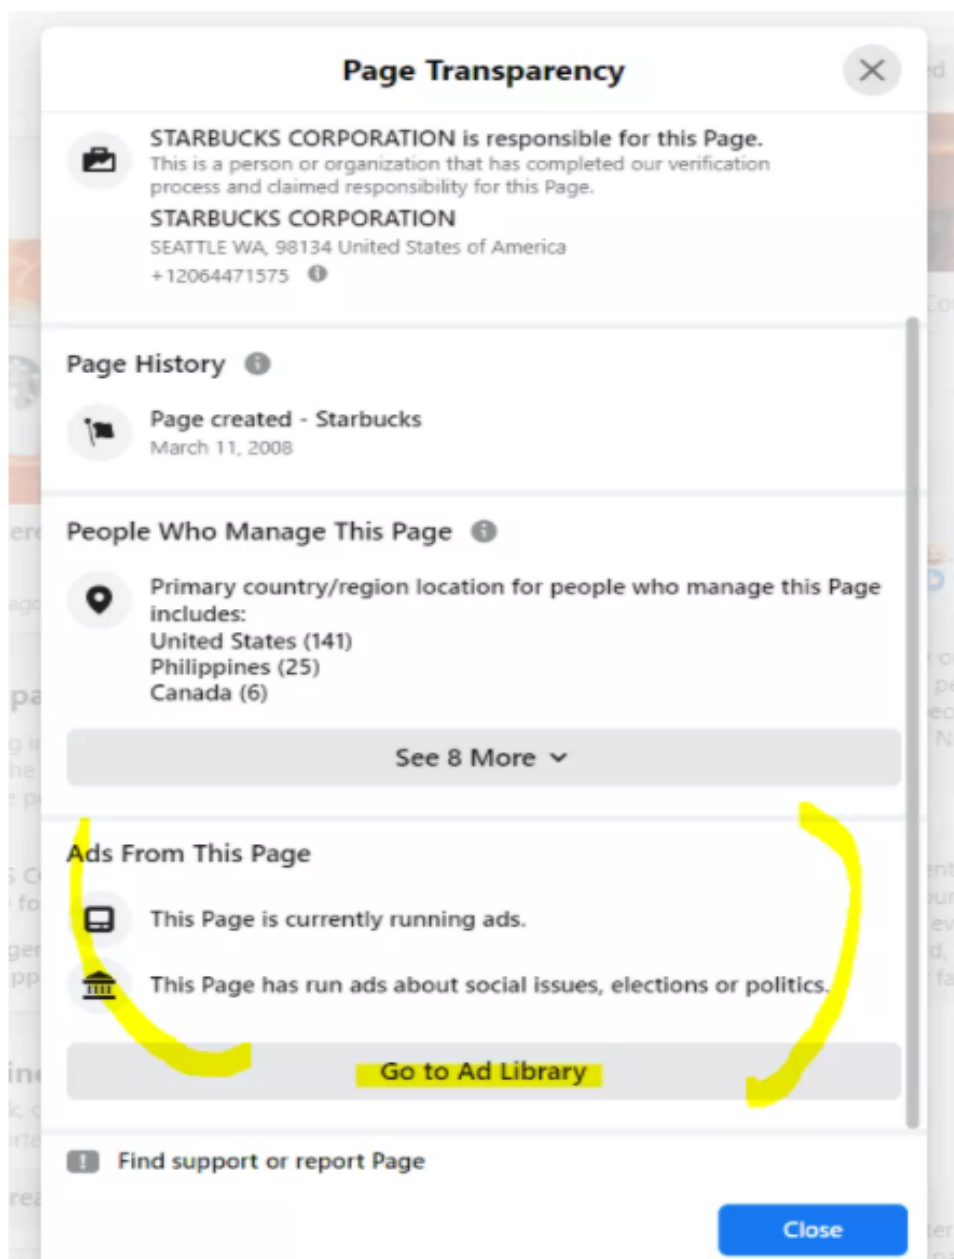 Page Transparency
STARBUCKS CORPORATION is responsible for this Page.
This is a person or organization that has completed our verification
process and claimed responsibility for this Page.
STARBUCKS CORPORATION
SEATTLE WA, 98134 United States of America
+12064471575
Page History
Page created - Starbucks
March 11, 2008
People Who Manage This Page
Primary country/region location for people who manage this Page
includes:
United States (141)
Philippines (25)
Canada (6)
See 8 More
Ads From This Page
This Page is currently running ads.
This Page has run ads about social issues, elections or politics.
Go to Ad Library
Find support or report Page
Close